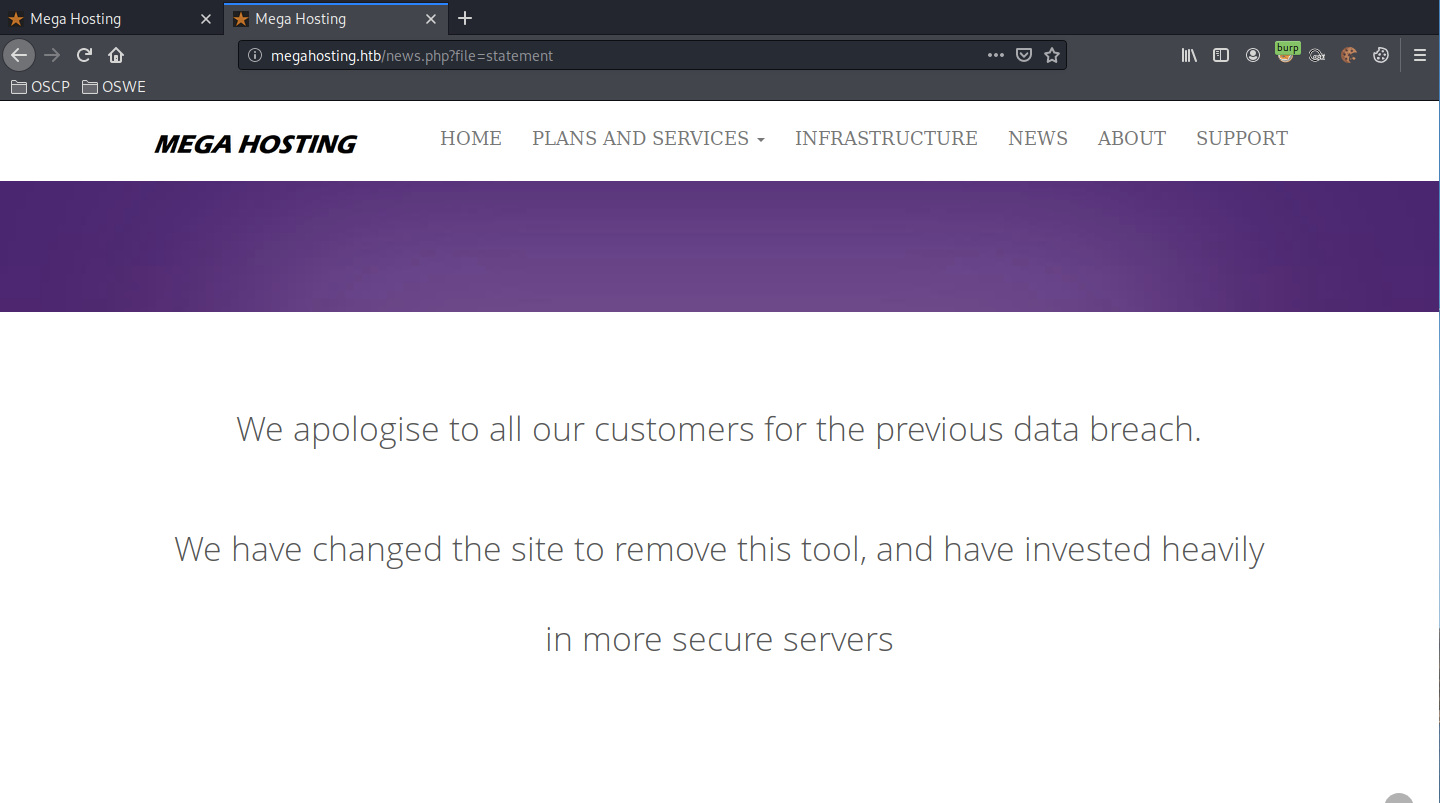 Mega Hosting
Mega Hosting
megahosting.htb/news.php?file=statement
burp
OSCP OSWE
MEGA HOSTING HOME PLANS AND SERVICES INFRASTRUCTURE NEWS ABOUT SUPPORT
We apologise to all our customers for the previous data breach.
We have changed the site to remove this tool, and have invested heavily
in more secure servers